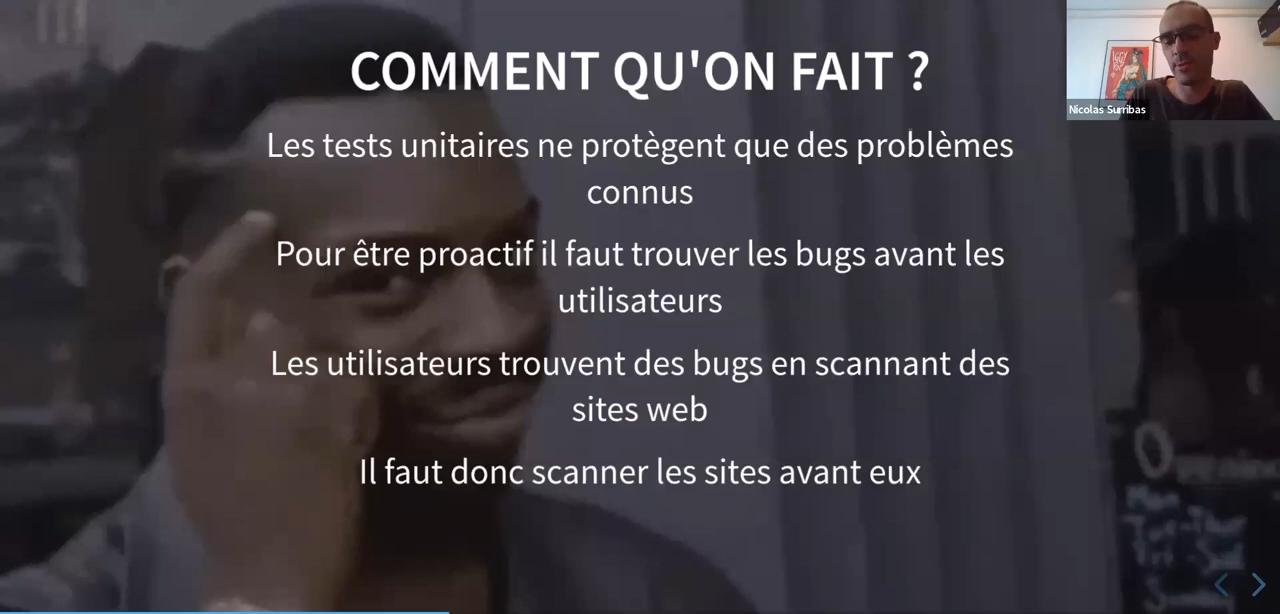 COMMENT QU'ON FAIT ?
Les tests unitaires ne protègent que des problèmes
connus
Pour être proactif il faut trouver les bugs avant les
utilisateurs
Les utilisateurs trouvent des bugs en scannant des
sites web
Il faut donc scanner les sites avant eux
IGGY
Nicolas Surribas